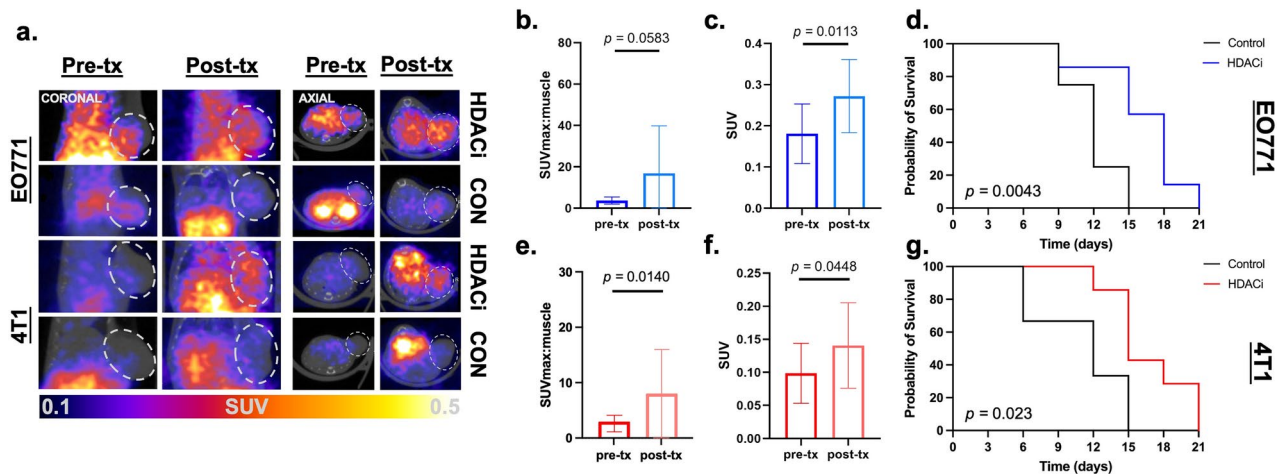 a.
Pre-tx
Post-tx
Pre-tx
Post-tx
CORONAL
AXIAL
EO771
4T1
HDACi
CON
HDACi
CON
0.1
SUV
0.5
b.
p = 0.0583
SUVmax:muscle
80
60
40
20
0
pre-tx
post-tx
c.
p = 0.0113
SUV
0.6
0.4
0.2
0.0
pre-tx
post-tx
d.
Probability of Survival
100
80
60
40
20
0
p = 0.0043
0
3
6
9
12
15
18
21
Time (days)
Control
HDACi
EO771
e.
p = 0.0140
SUVmax:muscle
30
20
10
0
pre-tx
post-tx
f.
p = 0.0448
SUV
0.25
0.20
0.15
0.10
0.05
0.00
pre-tx
post-tx
g.
Probability of Survival
100
80
60
40
20
0
p = 0.023
0
3
6
9
12
15
18
21
Time (days)
Control
HDACi
4T1